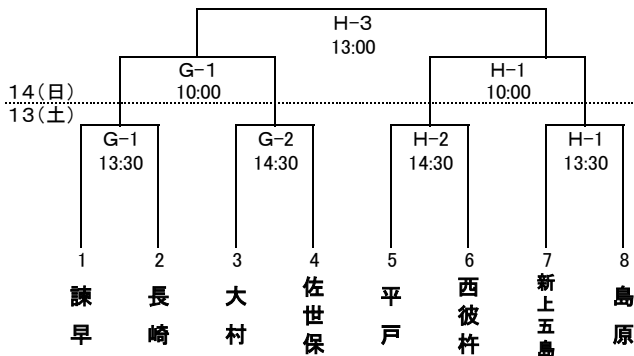 H-3
13:00
G-1
10:00
H-1
10:00
14(日)
13(土)
G-1
13:30
G-2
14:30
H-2
14:30
H-1
13:30
1
2
3
4
5
6
7
8
諫早
長崎
大村
佐世保
平戸
西彼杵
新上五島
島原